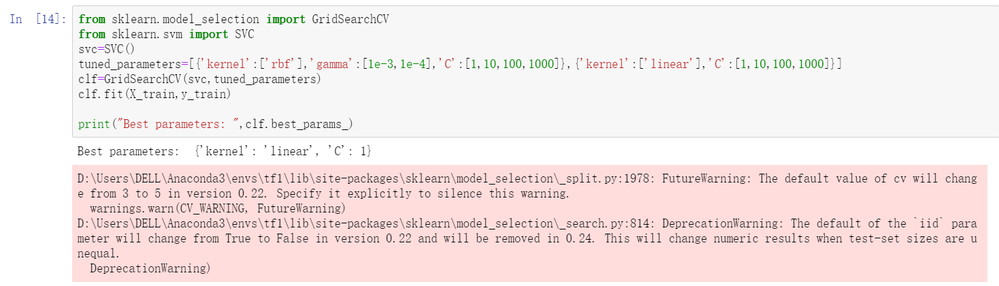 In [14]: from sklearn.model_selection import GridSearchCV
from sklearn.svm import SVC
svc=SVC()
tuned_parameters=[{'kernel':['rbf'],'gamma':[1e-3,1e-4],'C':[1,10,100,1000]},{'kernel':['linear'],'C':[1,10,100,1000]}]
clf=GridSearchCV(svc,tuned_parameters)
clf.fit(X_train,y_train)
print("Best parameters: ",clf.best_params_)
Best parameters:  {'kernel': 'linear', 'C': 1}
D:\Users\DELL\Anaconda3\envs\tf1\lib\site-packages\sklearn\model_selection\_split.py:1978: FutureWarning: The default value of cv will chang
e from 3 to 5 in version 0.22. Specify it explicitly to silence this warning.
  warnings.warn(CV_WARNING, FutureWarning)
D:\Users\DELL\Anaconda3\envs\tf1\lib\site-packages\sklearn\model_selection\_search.py:814: DeprecationWarning: The default of the `iid` para
meter will change from True to False in version 0.22 and will be removed in 0.24. This will change numeric results when test-set sizes are u
nequal.
  DeprecationWarning)